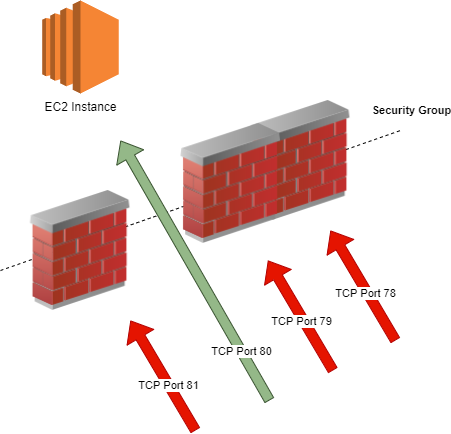 EC2 Instance
Security Group
TCP Port 78
TCP Port 79
TCP Port 80
TCP Port 81